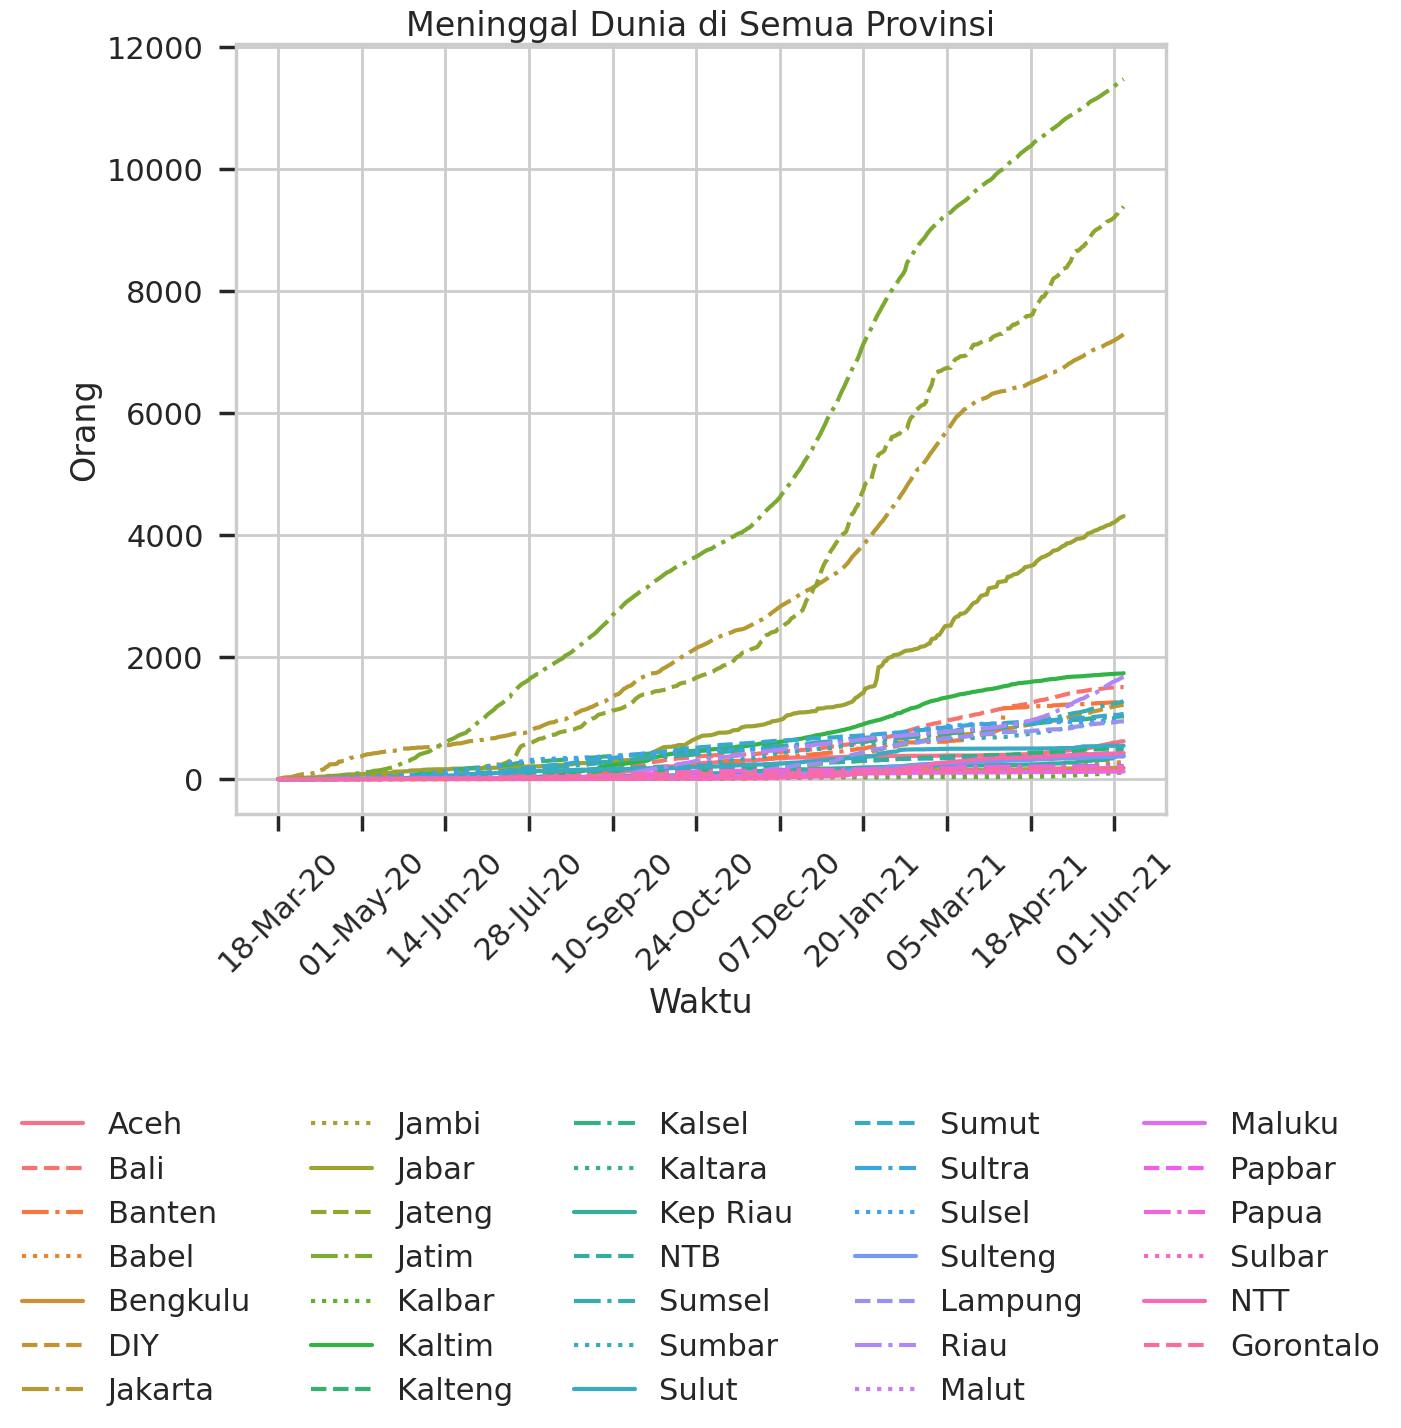 Meninggal Dunia di Semua Provinsi
12000
10000
8000
6000
4000
2000
0
Orang
18-Mar-20
01-May-20
14-Jun-20
28-Jul-20
10-Sep-20
24-Oct-20
07-Dec-20
20-Jan-21
05-Mar-21
18-Apr-21
01-Jun-21
Waktu
Aceh
Bali
Banten
Babel
Bengkulu
DIY
Jakarta
Jambi
Jabar
Jateng
Jatim
Kalbar
Kaltim
Kalteng
Kalsel
Kaltara
Kep Riau
NTB
Sumsel
Sumbar
Sulut
Sumut
Sultra
Sulsel
Sulteng
Lampung
Riau
Malut
Maluku
Papbar
Papua
Sulbar
NTT
Gorontalo